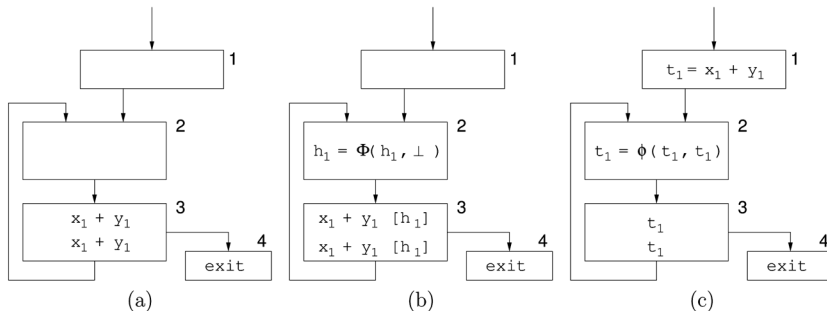 1
2
x₁ + y₁
x₁ + y₁
3
exit
4
(a)
1
h₁ = Φ(h₁, ⊥ )
2
x₁ + y₁ [h₁]
x₁ + y₁ [h₁]
3
exit
4
(b)
t₁ = x₁ + y₁
1
t₁ = ϕ(t₁, t₁)
2
t₁
t₁
3
exit
4
(c)